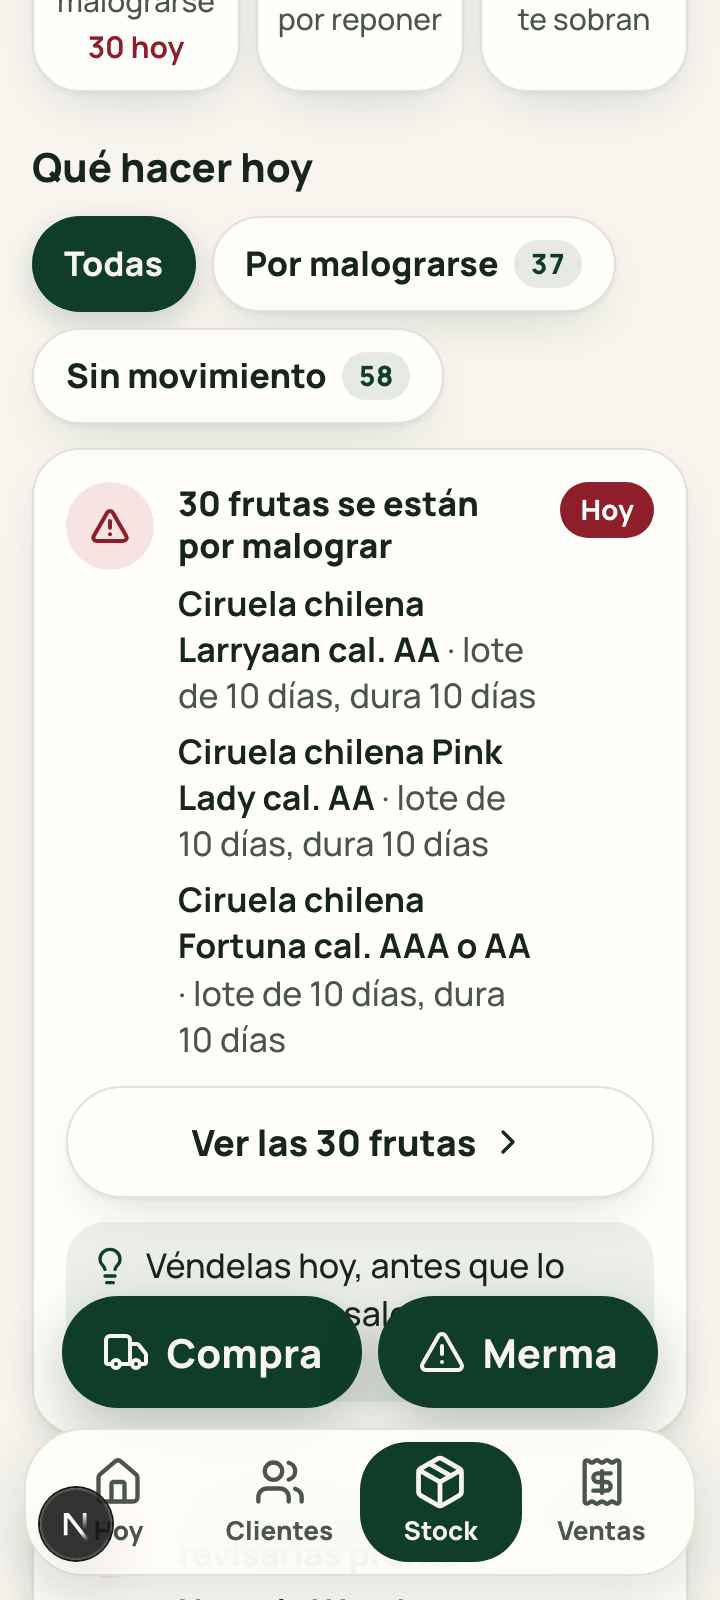 malograrse
30 hoy
por reponer
te sobran
Qué hacer hoy
Todas
Por malograrse 37
Sin movimiento 58
30 frutas se están
por malograr
Hoy
Ciruela chilena
Larryaan cal. AA · lote
de 10 días, dura 10 días
Ciruela chilena Pink
Lady cal. AA · lote de
10 días, dura 10 días
Ciruela chilena
Fortuna cal. AAA o AA
· lote de 10 días, dura
10 días
Ver las 30 frutas
Véndelas hoy, antes que lo
Compra
Merma
N
Hoy
Clientes
Stock
Ventas
revisarlas